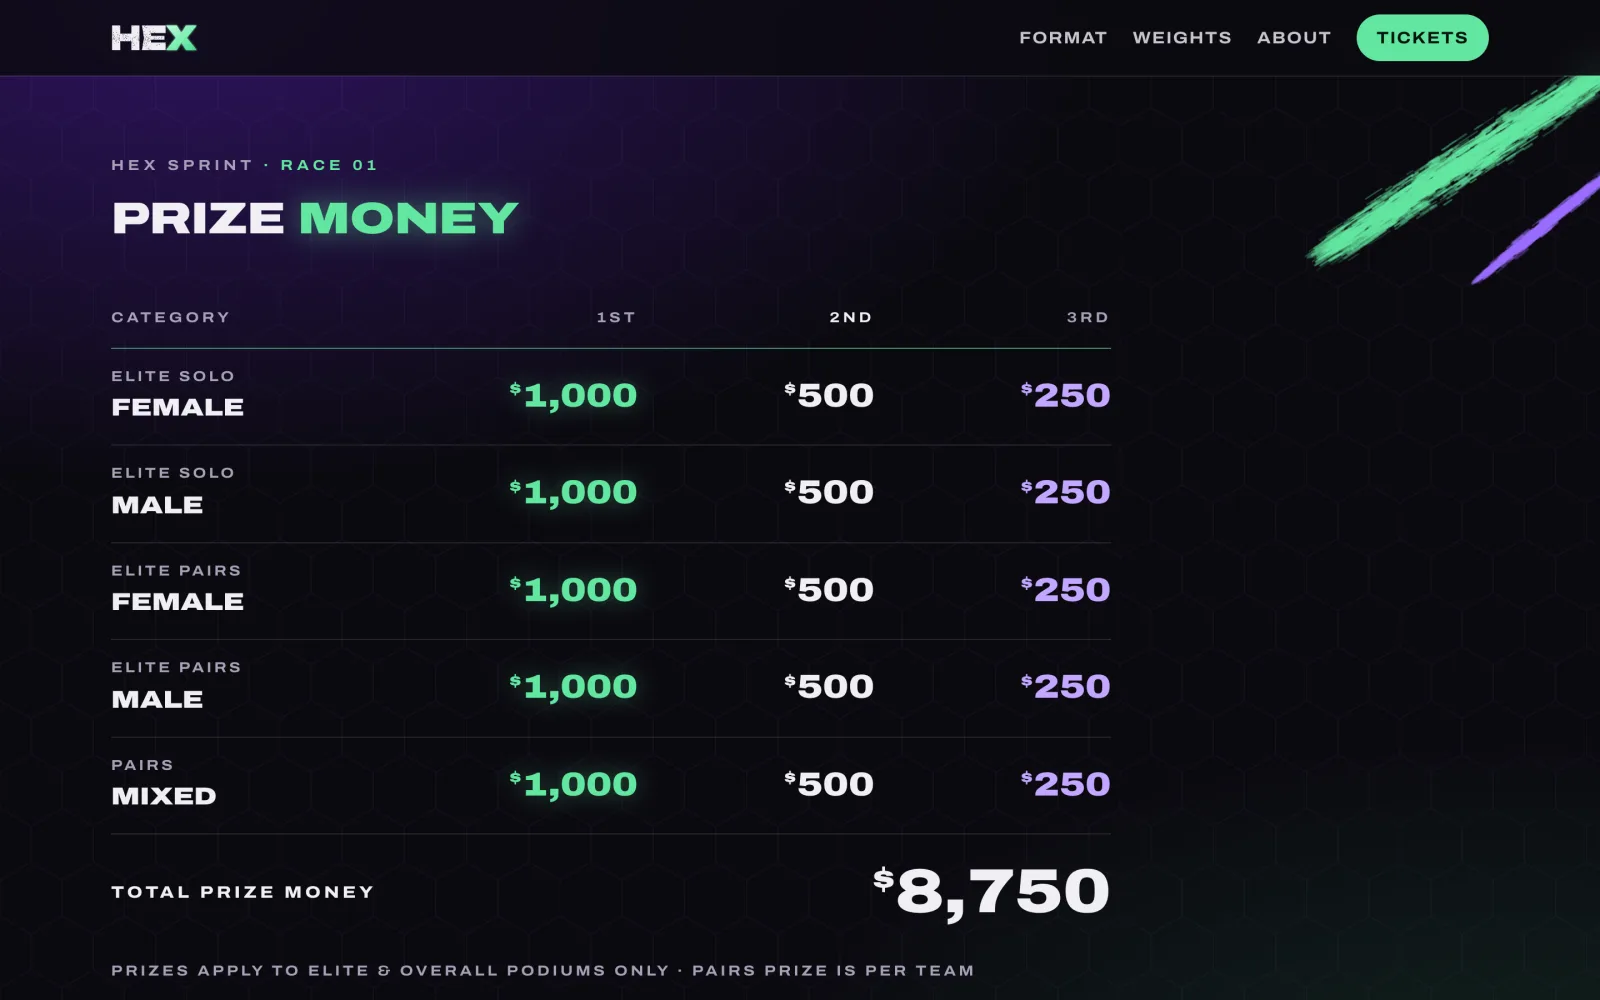 HEX
FORMAT WEIGHTS ABOUT TICKETS
HEX SPRINT · RACE 01
PRIZE MONEY
CATEGORY 1ST 2ND 3RD
ELITE SOLO
FEMALE $1,000 $500 $250
ELITE SOLO
MALE $1,000 $500 $250
ELITE PAIRS
FEMALE $1,000 $500 $250
ELITE PAIRS
MALE $1,000 $500 $250
PAIRS
MIXED $1,000 $500 $250
TOTAL PRIZE MONEY $8,750
PRIZES APPLY TO ELITE & OVERALL PODIUMS ONLY · PAIRS PRIZE IS PER TEAM